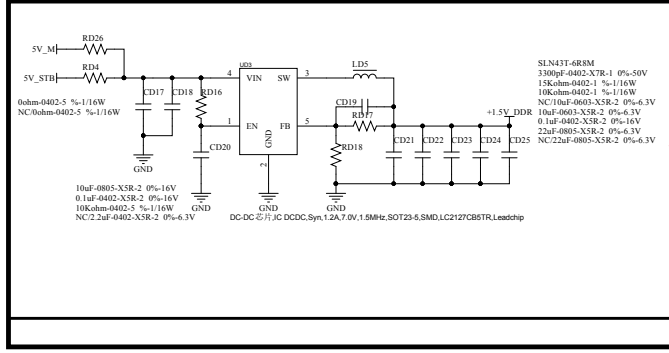 5V_M
RD26
5V_STB
RD4
0ohm-0402-5 %-1/16W
NC/0ohm-0402-5 %-1/16W
CD17
CD18
RD16
GND
CD20
GND
10uF-0805-X5R-2 0%-16V
0.1uF-0402-X5R-2 0%-16V
10Kohm-0402-5 %-1/16W
NC/2.2uF-0402-X5R-2 0%-6.3V
UD3
4 VIN SW 3
1 EN FB 5
GND
2
GND
LD5
CD19
RD17
RD18
GND
+1.5V_DDR
CD21 CD22 CD23 CD24 CD25
SLN43T-6R8M
3300pF-0402-X7R-1 0%-50V
15Kohm-0402-1 %-1/16W
10Kohm-0402-1 %-1/16W
NC/10uF-0603-X5R-2 0%-6.3V
10uF-0603-X5R-2 0%-6.3V
0.1uF-0402-X5R-2 0%-16V
22uF-0805-X5R-2 0%-6.3V
NC/22uF-0805-X5R-2 0%-6.3V
DC-DC 芯片,IC DCDC,Syn,1.2A,7.0V,1.5MHz,SOT23-5,SMD,LC2127CB5TR,Leadchip